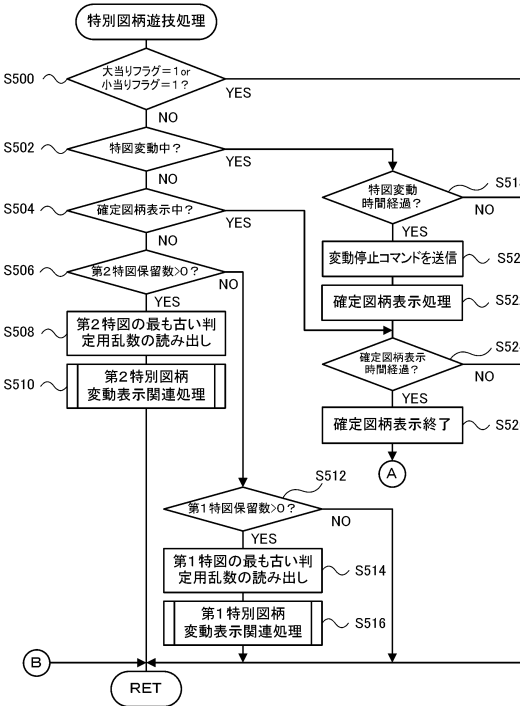 特別図柄遊技処理
S500
大当りフラグ=1or
小当りフラグ=1?
YES
NO
S502
特図変動中?
YES
NO
S504
確定図柄表示中?
YES
NO
S506
第2特図保留数>0?
NO
YES
S508
第2特図の最も古い判
定用乱数の読み出し
S510
第2特別図柄
変動表示関連処理
特図変動
時間経過?
NO
YES
変動停止コマンドを送信
確定図柄表示処理
確定図柄表示
時間経過?
NO
YES
確定図柄表示終了
A
S512
第1特図保留数>0?
NO
YES
第1特図の最も古い判
定用乱数の読み出し
S514
第1特別図柄
変動表示関連処理
S516
B
RET